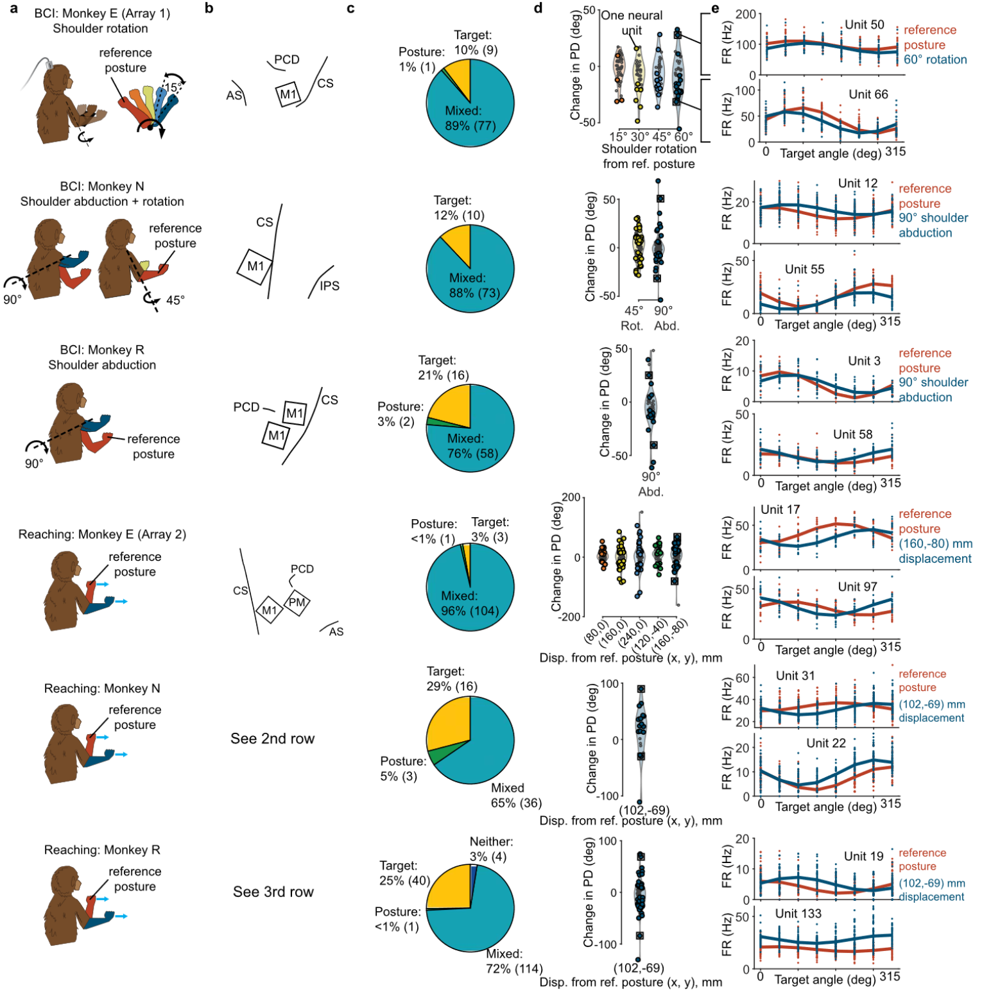 a
b
c
d
e
BCI: Monkey E (Array 1)
Shoulder rotation
reference
posture
15°
PCD
AS
M1
CS
Target:
10% (9)
Posture:
1% (1)
Mixed:
89% (77)
Change in PD (deg)
50
0
-50
One neural
unit
15° 30° 45° 60°
Shoulder rotation
from ref. posture
FR (Hz)
200
100
0
Unit 50
reference
posture
60° rotation
FR (Hz)
100
50
0
Unit 66
0 Target angle (deg) 315
BCI: Monkey N
Shoulder abduction + rotation
reference
posture
90°
45°
CS
M1
IPS
Target:
12% (10)
Mixed:
88% (73)
Change in PD (deg)
50
0
-50
45° 90°
Rot. Abd.
FR (Hz)
20
0
Unit 12
reference
posture
90° shoulder
abduction
FR (Hz)
50
0
Unit 55
0 Target angle (deg) 315
BCI: Monkey R
Shoulder abduction
reference
posture
90°
PCD
M1
M1
CS
Target:
21% (16)
Posture:
3% (2)
Mixed:
76% (58)
Change in PD (deg)
50
0
-50
90°
Abd.
FR (Hz)
20
10
0
Unit 3
reference
posture
90° shoulder
abduction
FR (Hz)
50
0
Unit 58
0 Target angle (deg) 315
Reaching: Monkey E (Array 2)
reference
posture
CS
PCD
M1
PM
AS
Posture:
<1% (1)
Target:
3% (3)
Mixed:
96% (104)
Change in PD (deg)
200
0
-200
(80,0)
(160,0)
(240,0)
(120,-40)
(160,-80)
Disp. from ref. posture (x, y), mm
FR (Hz)
50
0
Unit 17
reference
posture
(160,-80) mm
displacement
FR (Hz)
50
0
Unit 97
0 Target angle (deg) 315
Reaching: Monkey N
reference
posture
See 2nd row
Target:
29% (16)
Posture:
5% (3)
Mixed
65% (36)
Change in PD (deg)
100
0
-100
(102,-69)
Disp. from ref. posture (x, y), mm
FR (Hz)
60
40
20
Unit 31
reference
posture
(102,-69) mm
displacement
FR (Hz)
20
10
0
Unit 22
0 Target angle (deg) 315
Reaching: Monkey R
reference
posture
See 3rd row
Neither:
3% (4)
Target:
25% (40)
Posture:
<1% (1)
Mixed:
72% (114)
Change in PD (deg)
100
0
-100
(102,-69)
Disp. from ref. posture (x, y), mm
FR (Hz)
20
10
0
Unit 19
reference
posture
(102,-69) mm
displacement
FR (Hz)
50
0
Unit 133
0 Target angle (deg) 315